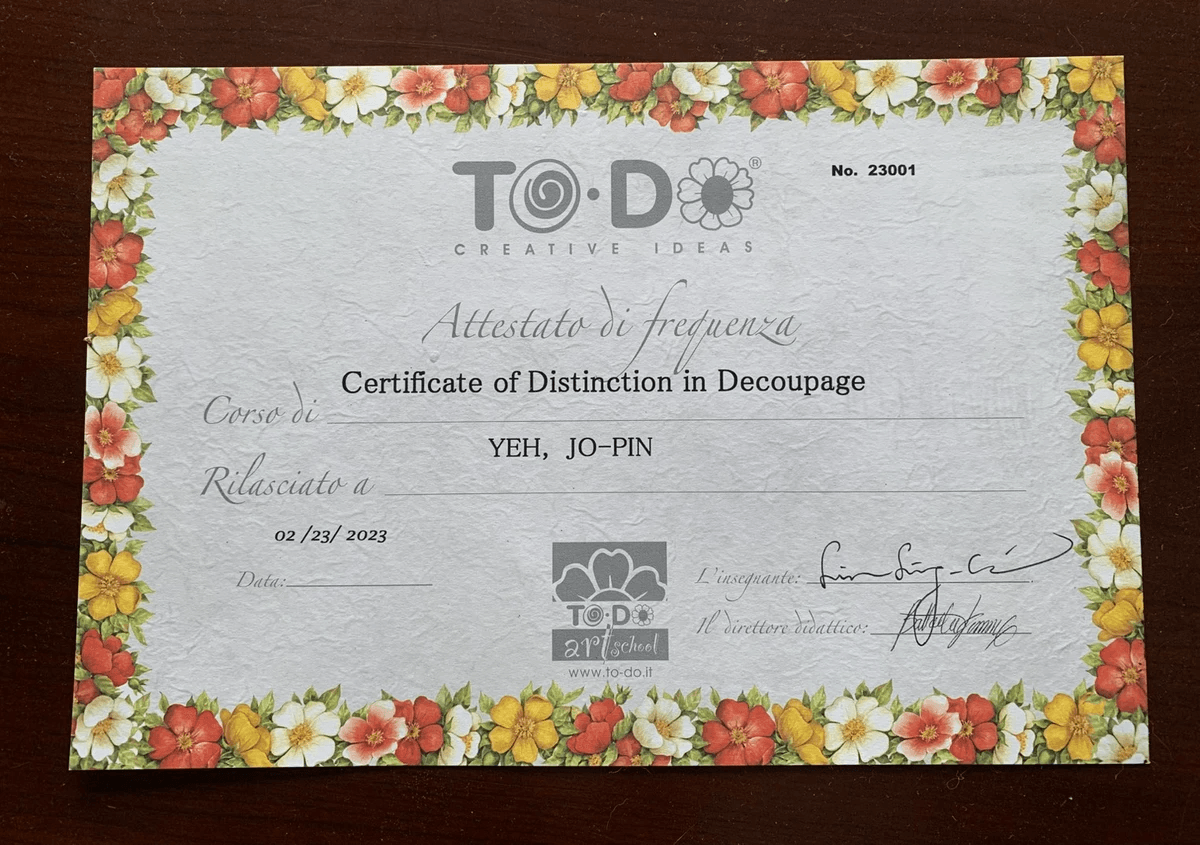 TO·DO®
CREATIVE IDEAS
No. 23001
Attestato di frequenza
Certificate of Distinction in Decoupage
Corso di
YEH, JO-PIN
Rilasciato a
02 /23/ 2023
Data:
L'insegnante:
Il direttore didattico:
TO·DO
art school
www.to-do.it